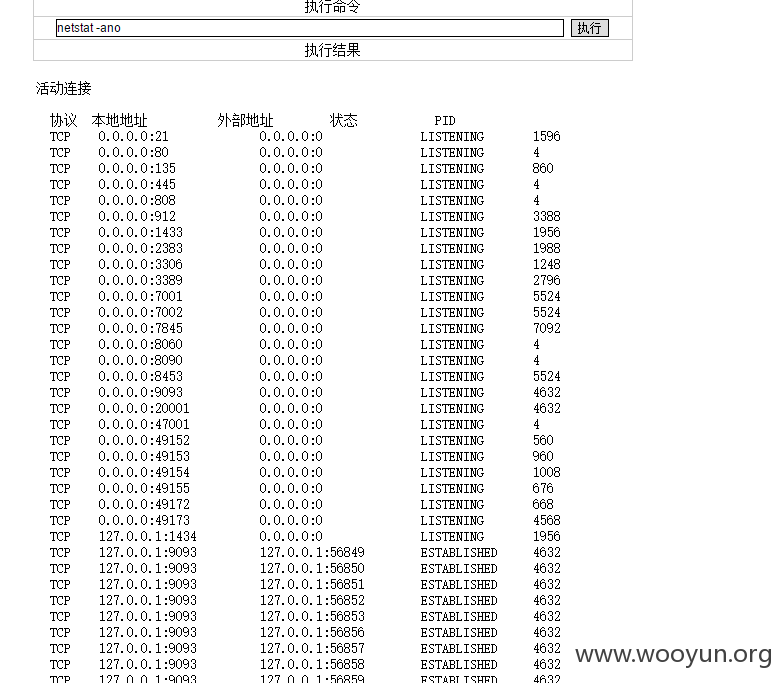 执行命令
netstat -ano 执行
执行结果
活动连接
协议 本地地址 外部地址 状态 PID
TCP 0.0.0.0:21 0.0.0.0:0 LISTENING 1596
TCP 0.0.0.0:80 0.0.0.0:0 LISTENING 4
TCP 0.0.0.0:135 0.0.0.0:0 LISTENING 860
TCP 0.0.0.0:445 0.0.0.0:0 LISTENING 4
TCP 0.0.0.0:808 0.0.0.0:0 LISTENING 4
TCP 0.0.0.0:912 0.0.0.0:0 LISTENING 3388
TCP 0.0.0.0:1433 0.0.0.0:0 LISTENING 1956
TCP 0.0.0.0:2383 0.0.0.0:0 LISTENING 1988
TCP 0.0.0.0:3306 0.0.0.0:0 LISTENING 1248
TCP 0.0.0.0:3389 0.0.0.0:0 LISTENING 2796
TCP 0.0.0.0:7001 0.0.0.0:0 LISTENING 5524
TCP 0.0.0.0:7002 0.0.0.0:0 LISTENING 5524
TCP 0.0.0.0:7845 0.0.0.0:0 LISTENING 7092
TCP 0.0.0.0:8060 0.0.0.0:0 LISTENING 4
TCP 0.0.0.0:8090 0.0.0.0:0 LISTENING 4
TCP 0.0.0.0:8453 0.0.0.0:0 LISTENING 5524
TCP 0.0.0.0:9093 0.0.0.0:0 LISTENING 4632
TCP 0.0.0.0:20001 0.0.0.0:0 LISTENING 4632
TCP 0.0.0.0:47001 0.0.0.0:0 LISTENING 4
TCP 0.0.0.0:49152 0.0.0.0:0 LISTENING 560
TCP 0.0.0.0:49153 0.0.0.0:0 LISTENING 960
TCP 0.0.0.0:49154 0.0.0.0:0 LISTENING 1008
TCP 0.0.0.0:49155 0.0.0.0:0 LISTENING 676
TCP 0.0.0.0:49172 0.0.0.0:0 LISTENING 668
TCP 0.0.0.0:49173 0.0.0.0:0 LISTENING 4568
TCP 127.0.0.1:1434 0.0.0.0:0 LISTENING 1956
TCP 127.0.0.1:9093 127.0.0.1:56849 ESTABLISHED 4632
TCP 127.0.0.1:9093 127.0.0.1:56850 ESTABLISHED 4632
TCP 127.0.0.1:9093 127.0.0.1:56851 ESTABLISHED 4632
TCP 127.0.0.1:9093 127.0.0.1:56852 ESTABLISHED 4632
TCP 127.0.0.1:9093 127.0.0.1:56853 ESTABLISHED 4632
TCP 127.0.0.1:9093 127.0.0.1:56856 ESTABLISHED 4632
TCP 127.0.0.1:9093 127.0.0.1:56857 ESTABLISHED 4632
TCP 127.0.0.1:9093 127.0.0.1:56858 ESTABLISHED 4632
TCP 127.0.0.1:9093 127.0.0.1:56859 ESTABLISHED 4632
www.wooyun.org